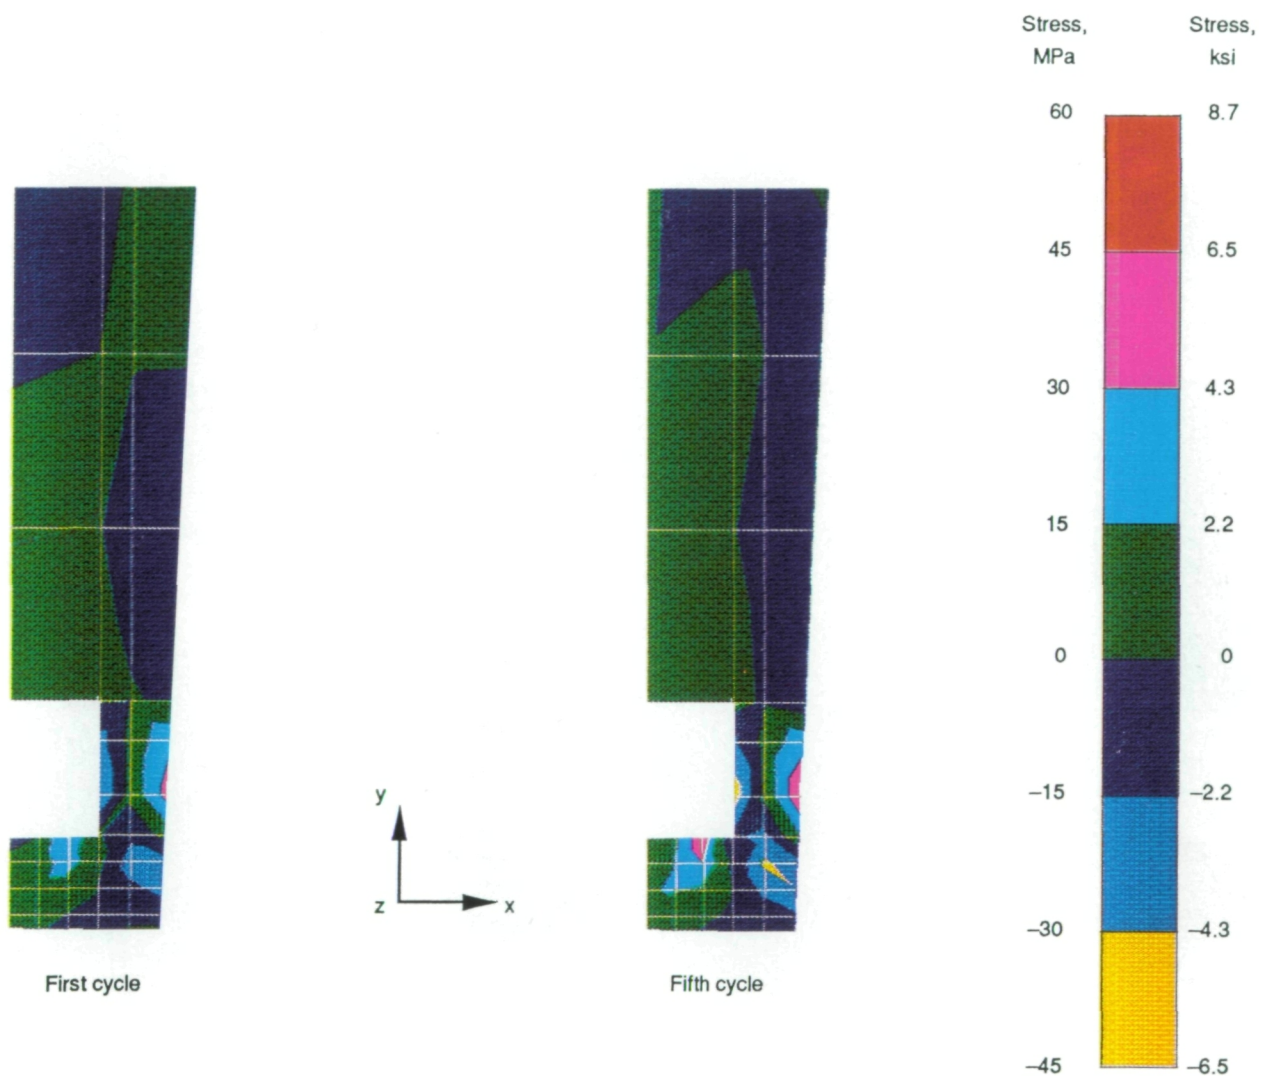 Stress, Stress,
MPa ksi
60 8.7
45 6.5
30 4.3
15 2.2
0 0
–15 –2.2
–30 –4.3
–45 –6.5
y
z x
First cycle Fifth cycle